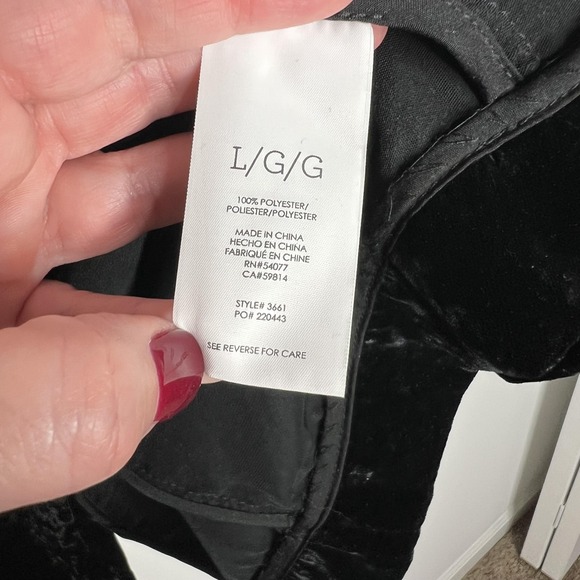 L/G/G
100% POLYESTER/
POLIESTER/POLYESTER
MADE IN CHINA
HECHO EN CHINA
FABRIQUÉ EN CHINE
RN#54077
CA#59814
STYLE# 3661
PO# 220443
SEE REVERSE FOR CARE